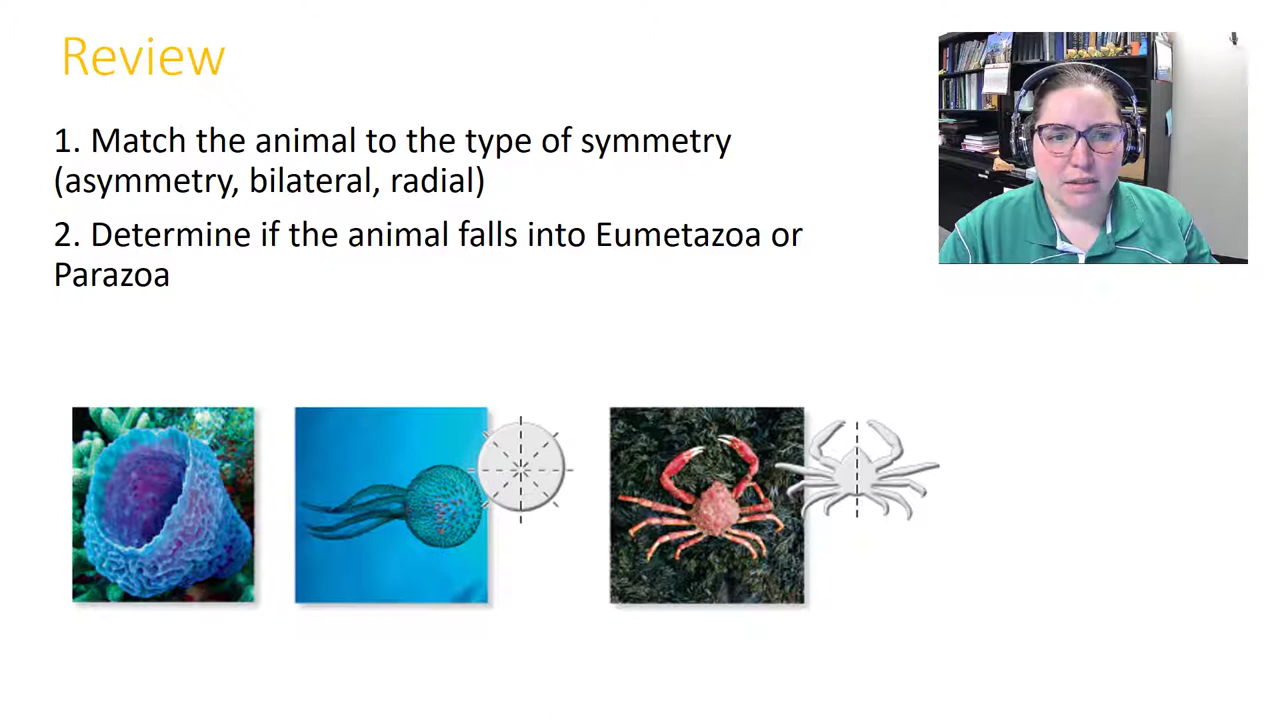 Review
1. Match the animal to the type of symmetry
(asymmetry, bilateral, radial)
2. Determine if the animal falls into Eumetazoa or
Parazoa